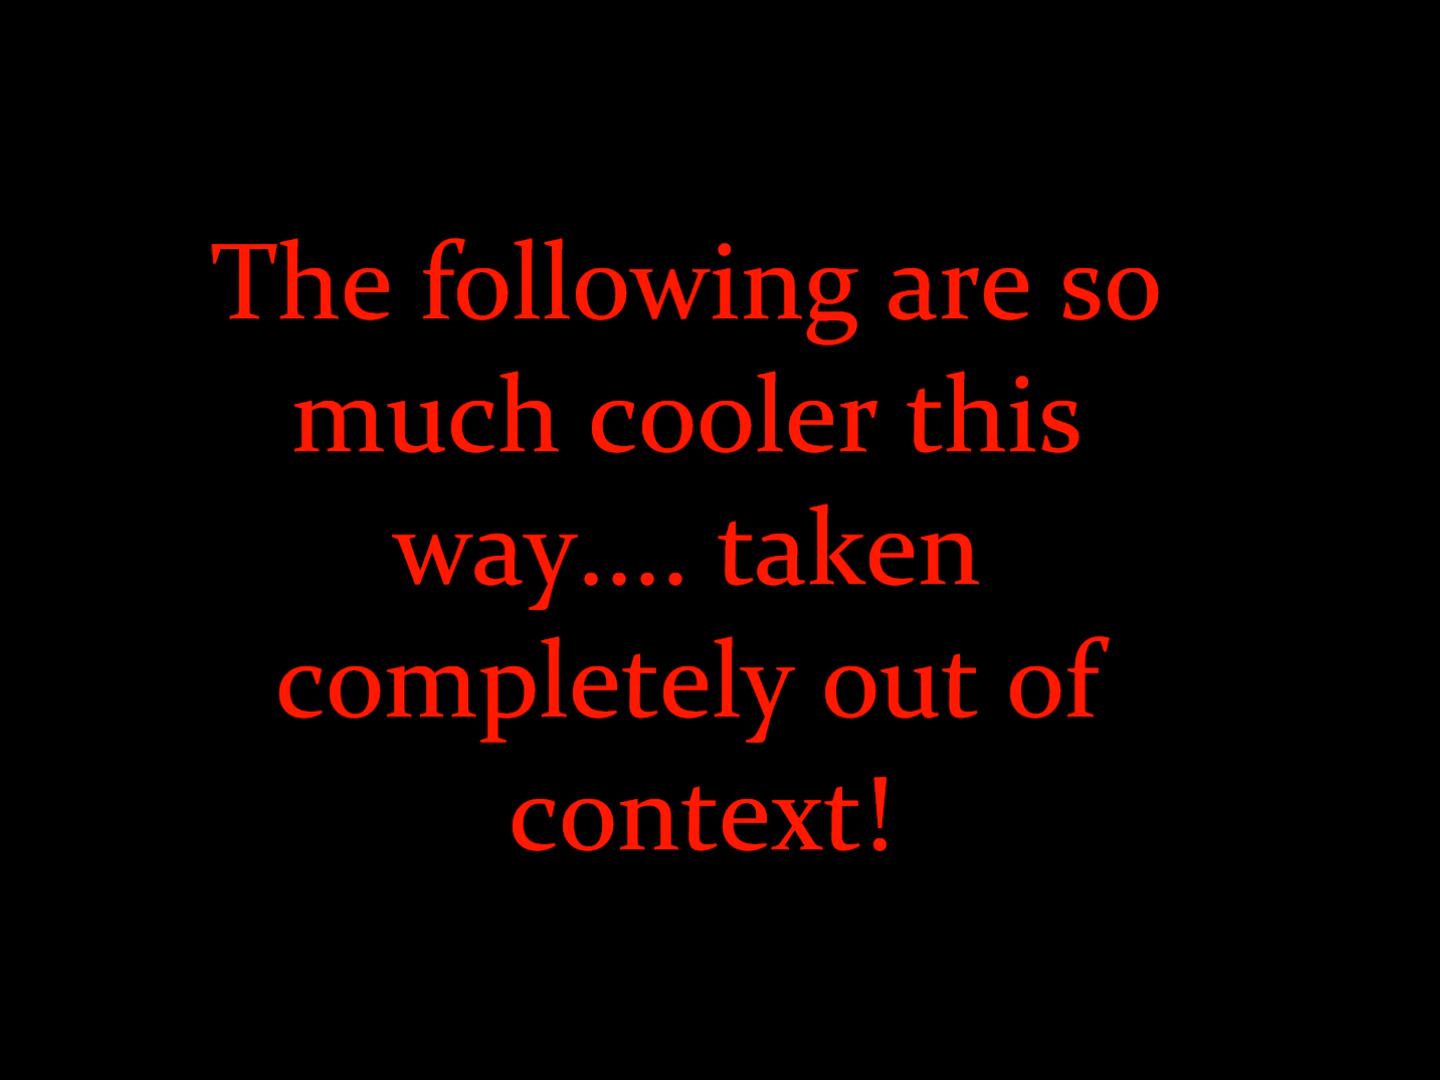 The following are so
much cooler this
way.... taken
completely out of
context!